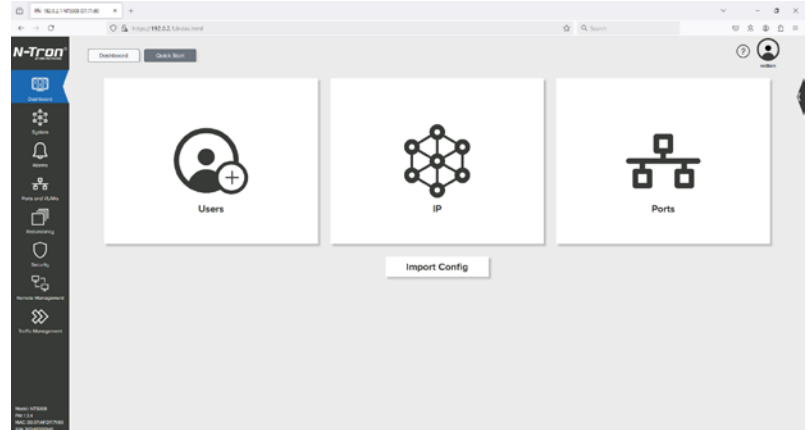 Search
N-Tron
Dashboard
Quick Start
Dashboard
System
Alarms
Ports and VLANs
Redundancy
Security
Remote Management
Traffic Management
Users
IP
Ports
Import Config